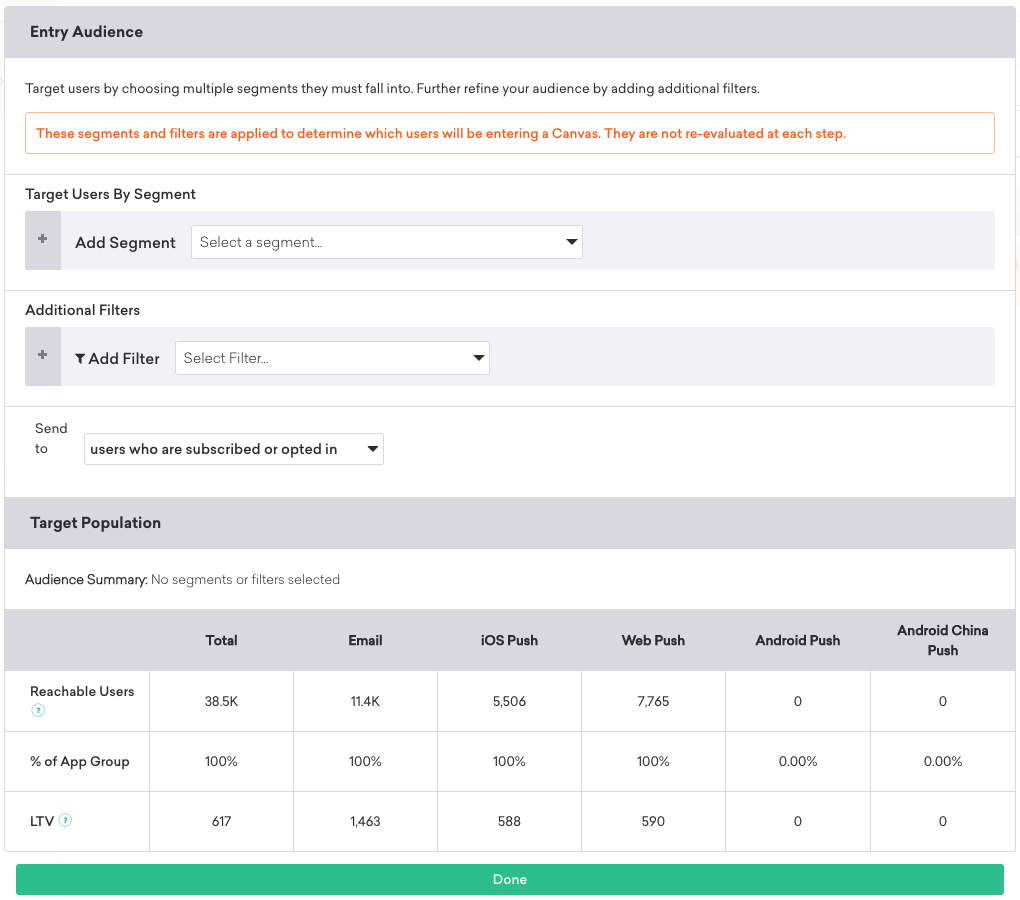 Entry Audience
Target users by choosing multiple segments they must fall into. Further refine your audience by adding additional filters.
These segments and filters are applied to determine which users will be entering a Canvas. They are not re-evaluated at each step.
Target Users By Segment
+ Add Segment Select a segment...
Additional Filters
+ Add Filter Select Filter...
Send
to users who are subscribed or opted in
Target Population
Audience Summary: No segments or filters selected
Total Email iOS Push Web Push Android Push Android China
Push
Reachable Users ? 38.5K 11.4K 5,506 7,765 0 0
% of App Group 100% 100% 100% 100% 0.00% 0.00%
LTV ? 617 1,463 588 590 0 0
Done